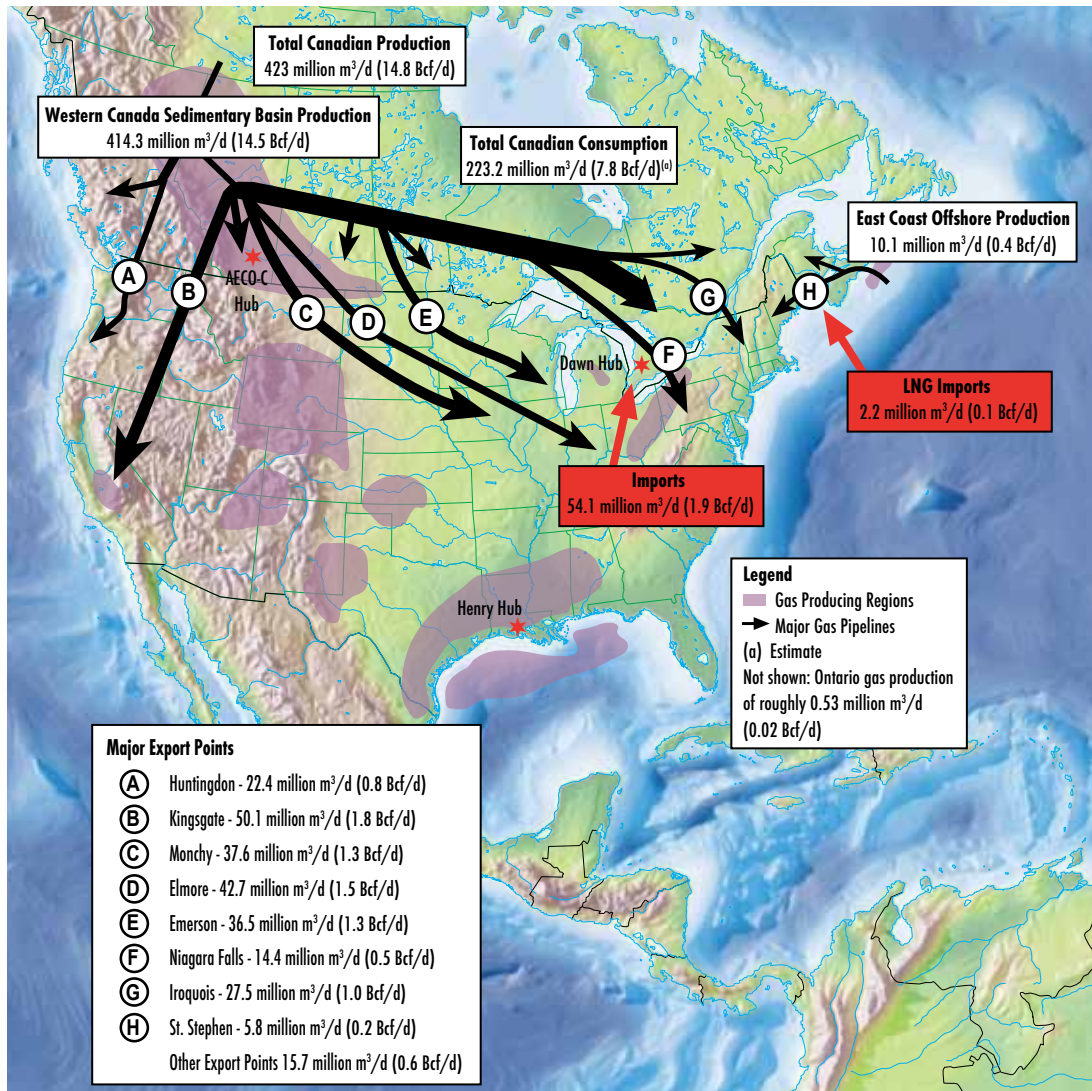 Total Canadian Production
423 million m³/d (14.8 Bcf/d)
Western Canada Sedimentary Basin Production
414.3 million m³/d (14.5 Bcf/d)
Total Canadian Consumption
223.2 million m³/d (7.8 Bcf/d)(a)
East Coast Offshore Production
10.1 million m³/d (0.4 Bcf/d)
A
B
C
D
E
F
G
H
AECO-C
Hub
Dawn Hub
Henry Hub
LNG Imports
2.2 million m³/d (0.1 Bcf/d)
Imports
54.1 million m³/d (1.9 Bcf/d)
Legend
Gas Producing Regions
Major Gas Pipelines
(a) Estimate
Not shown: Ontario gas production
of roughly 0.53 million m³/d
(0.02 Bcf/d)
Major Export Points
A Huntingdon - 22.4 million m³/d (0.8 Bcf/d)
B Kingsgate - 50.1 million m³/d (1.8 Bcf/d)
C Monchy - 37.6 million m³/d (1.3 Bcf/d)
D Elmore - 42.7 million m³/d (1.5 Bcf/d)
E Emerson - 36.5 million m³/d (1.3 Bcf/d)
F Niagara Falls - 14.4 million m³/d (0.5 Bcf/d)
G Iroquois - 27.5 million m³/d (1.0 Bcf/d)
H St. Stephen - 5.8 million m³/d (0.2 Bcf/d)
Other Export Points 15.7 million m³/d (0.6 Bcf/d)